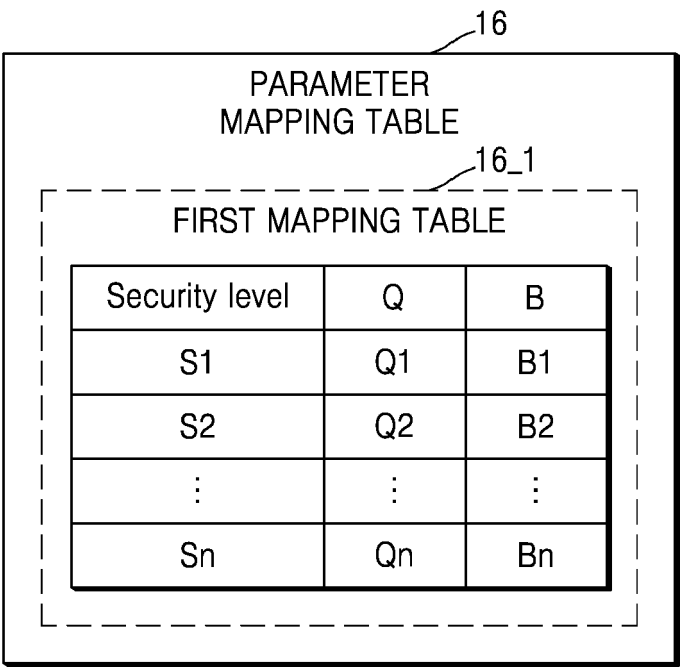 16
PARAMETER
MAPPING TABLE
16_1
FIRST MAPPING TABLE
Security level Q B
S1 Q1 B1
S2 Q2 B2
⋮ ⋮ ⋮
Sn Qn Bn